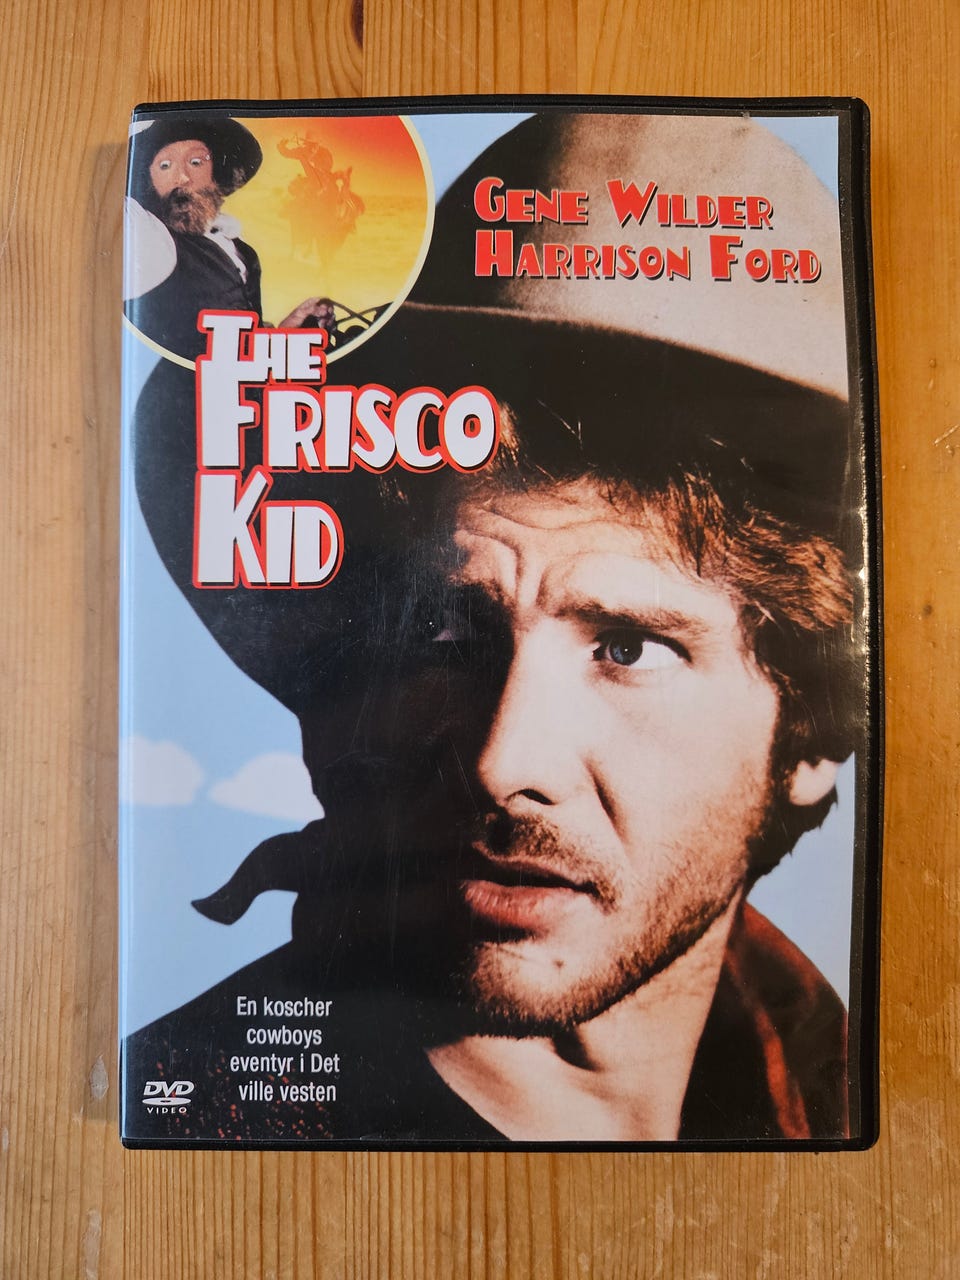 GENE WILDER
HARRISON FORD
THE
FRISCO
KID
En koscher
cowboys
eventyr i Det
ville vesten
DVD
VIDEO